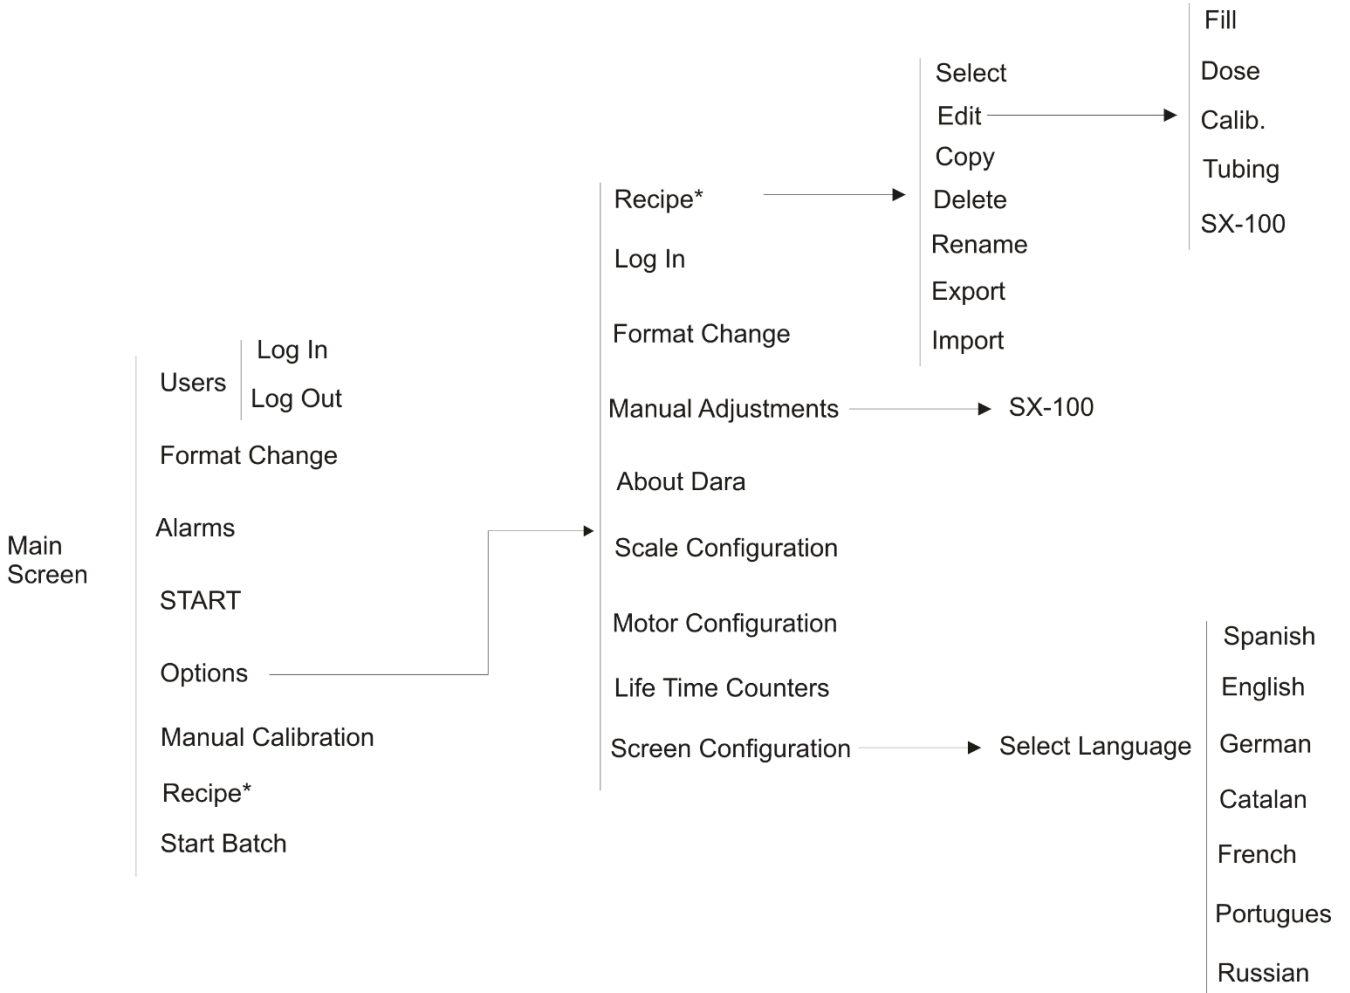 Main
Screen
Users
Log In
Log Out
Format Change
Alarms
START
Options
Manual Calibration
Recipe*
Start Batch
Recipe*
Log In
Format Change
Manual Adjustments
About Dara
Scale Configuration
Motor Configuration
Life Time Counters
Screen Configuration
Select
Edit
Copy
Delete
Rename
Export
Import
Fill
Dose
Calib.
Tubing
SX-100
SX-100
Select Language
Spanish
English
German
Catalan
French
Portugues
Russian